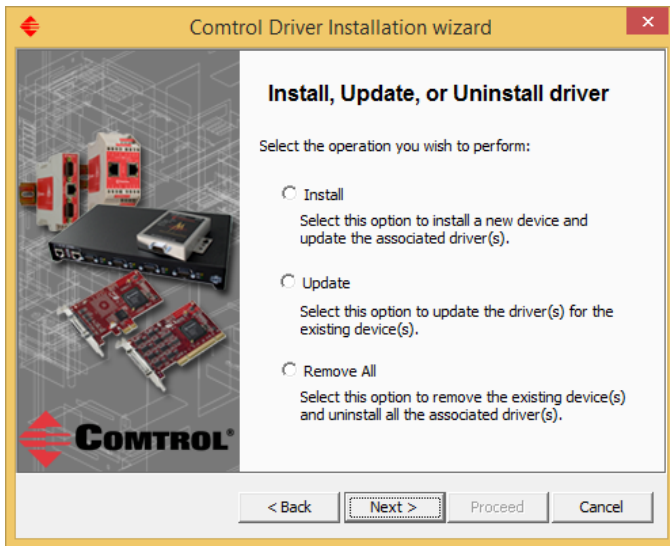 Comtrol Driver Installation wizard
Install, Update, or Uninstall driver
Select the operation you wish to perform:
Install
Select this option to install a new device and
update the associated driver(s).
Update
Select this option to update the driver(s) for the
existing device(s).
Remove All
Select this option to remove the existing device(s)
and uninstall all the associated driver(s).
COMTROL®
< Back
Next >
Proceed
Cancel